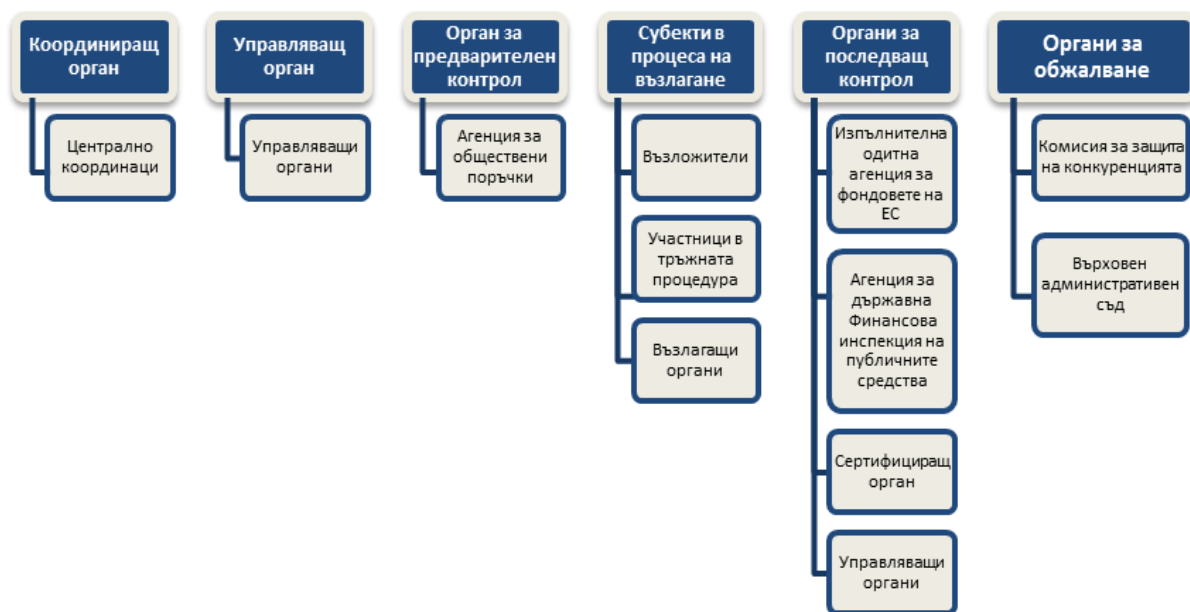 Координиращ
орган
Централно
координаци
Управляващ
орган
Управляващи
органи
Орган за
предварителен
контрол
Агенция за
обществени
поръчки
Субекти в
процеса на
възлагане
Възложители
Участници в
тръжната
процедура
Възлагащи
органи
Органи за
последващ
контрол
Изпълнителна
одитна
агенция за
фондовете на
ЕС
Агенция за
държавна
Финансова
инспекция на
публичните
средства
Сертифициращ
орган
Управляващи
органи
Органи за
обжалване
Комисия за защита
на конкуренцията
Върховен
административен
съд